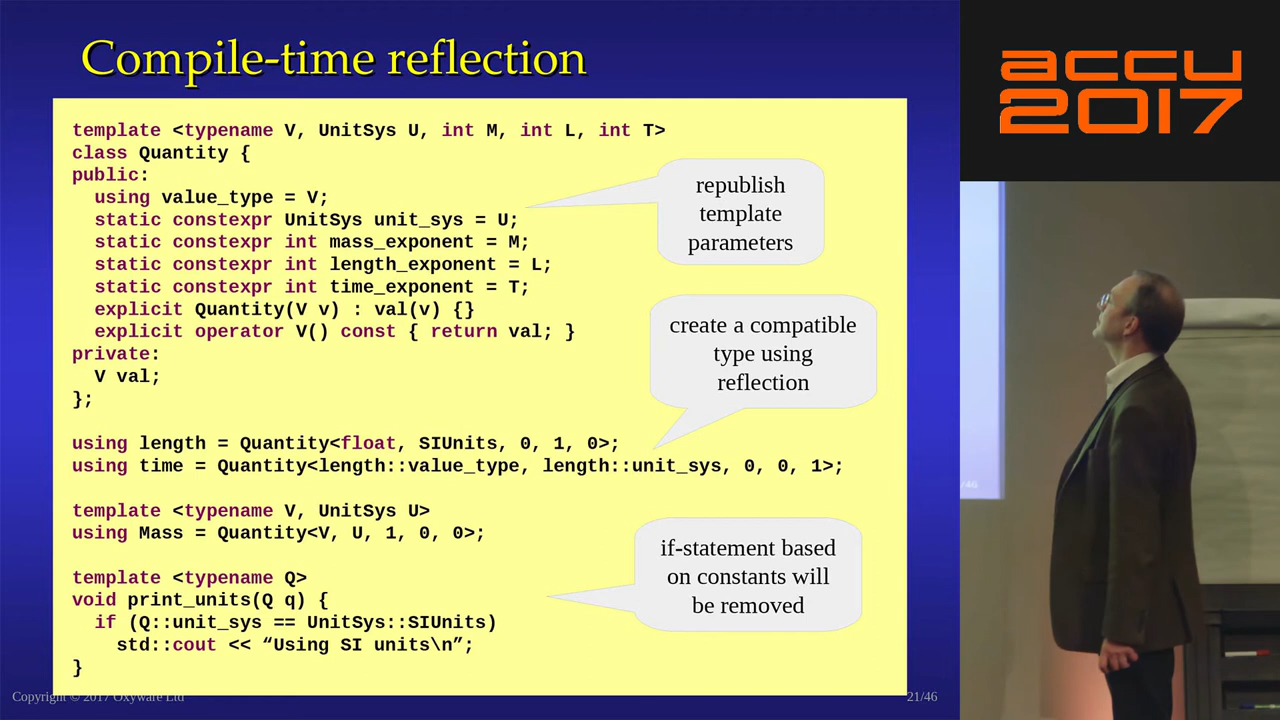 Compile-time reflection
accu
2017
template <typename V, UnitSys U, int M, int L, int T>
class Quantity {
public:
using value_type = V;
static constexpr UnitSys unit_sys = U;
static constexpr int mass_exponent = M;
static constexpr int length_exponent = L;
static constexpr int time_exponent = T;
explicit Quantity(V v) : val(v) {}
explicit operator V() const { return val; }
private:
V val;
};
republish
template
parameters
create a compatible
type using
reflection
using length = Quantity<float, SIUnits, 0, 1, 0>;
using time = Quantity<length::value_type, length::unit_sys, 0, 0, 1>;
template <typename V, UnitSys U>
using Mass = Quantity<V, U, 1, 0, 0>;
template <typename Q>
void print_units(Q q) {
if (Q::unit_sys == UnitSys::SIUnits)
std::cout << “Using SI units\n”;
}
if-statement based
on constants will
be removed
Copyright © 2017 Oxyware Ltd
21/46
/46